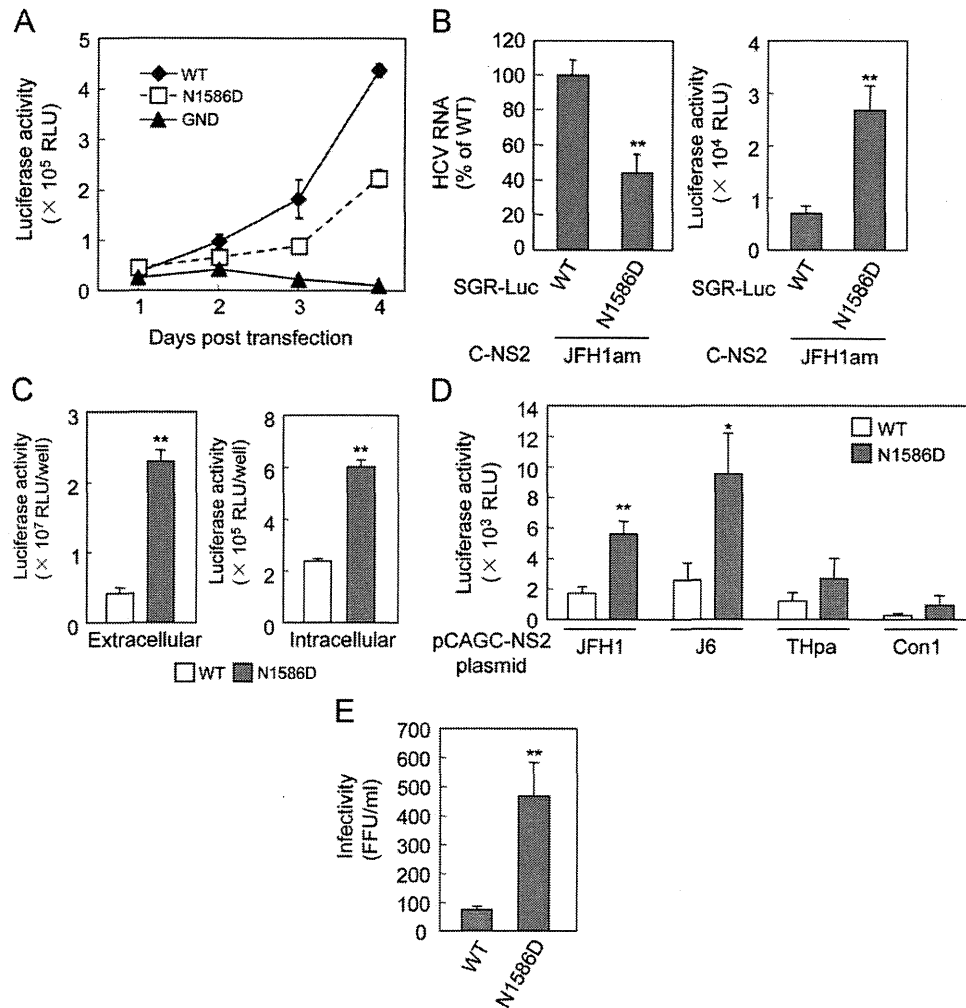 A
Luciferase activity
(× 10⁵ RLU)
5
4
3
2
1
0
WT
N1586D
GND
1 2 3 4
Days post transfection
B
HCV RNA
(% of WT)
120
100
80
60
40
20
0
**
SGR-Luc
WT
N1586D
C-NS2
JFH1am
Luciferase activity
(× 10⁴ RLU)
4
3
2
1
0
**
SGR-Luc
WT
N1586D
C-NS2
JFH1am
C
Luciferase activity
(× 10⁷ RLU/well)
3
2
1
0
**
Extracellular
Luciferase activity
(× 10⁵ RLU/well)
8
6
4
2
0
**
Intracellular
WT N1586D
D
Luciferase activity
(× 10³ RLU)
14
12
10
8
6
4
2
0
WT
N1586D
**
*
pCAGC-NS2
plasmid
JFH1 J6 THpa Con1
E
Infectivity
(FFU/ml)
700
600
500
400
300
200
100
0
**
WT
N1586D